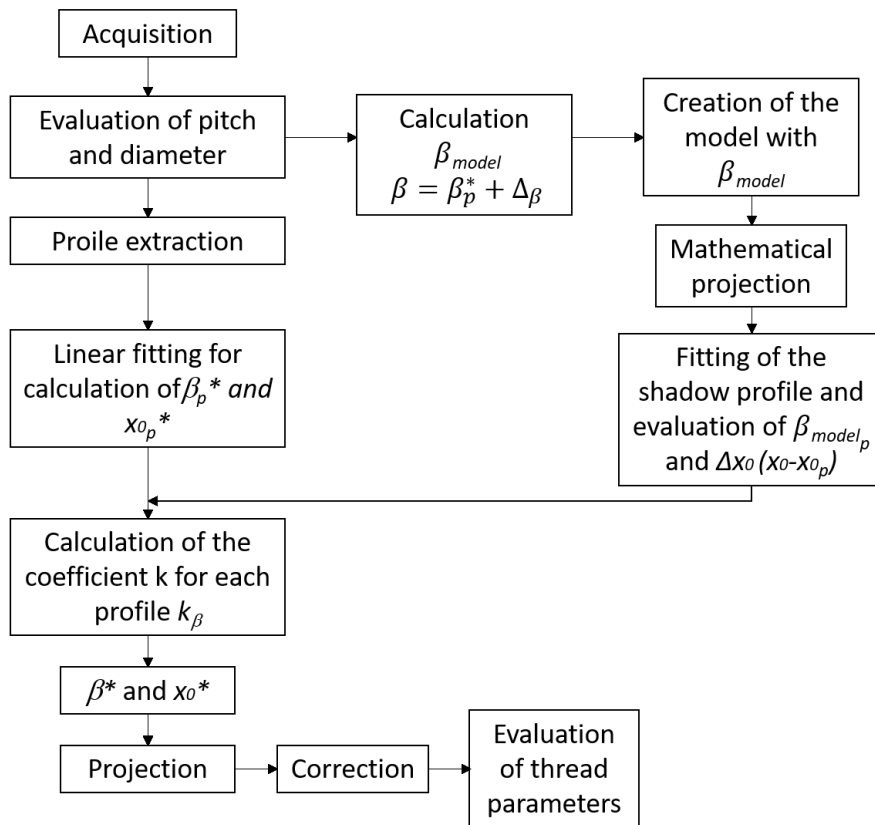 Acquisition
Evaluation of pitch
and diameter
Calculation
β_model
β = β_p^* + Δ_β
Creation of the
model with
β_model
Proile extraction
Mathematical
projection
Linear fitting for
calculation of β_p* and
x0_p*
Fitting of the
shadow profile and
evaluation of β_model_p
and Δx0 (x0-x0_p)
Calculation of the
coefficient k for each
profile k_β
β* and x0*
Projection
Correction
Evaluation
of thread
parameters